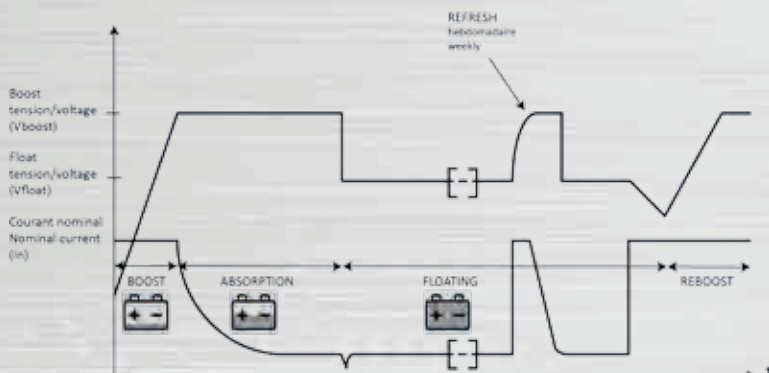 REFRESH
hebdomadaire
weekly
Boost
tension/voltage
(Vboost)
Float
tension/voltage
(Vfloat)
Courant nominal
Nominal current
(In)
BOOST
ABSORPTION
FLOATING
REBOOST
+ -
+ -
+ -
t